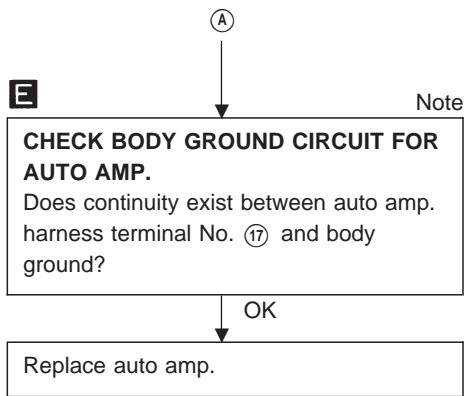 Ⓐ
E
Note
CHECK BODY GROUND CIRCUIT FOR
AUTO AMP.
Does continuity exist between auto amp.
harness terminal No. ⑰ and body
ground?
OK
Replace auto amp.